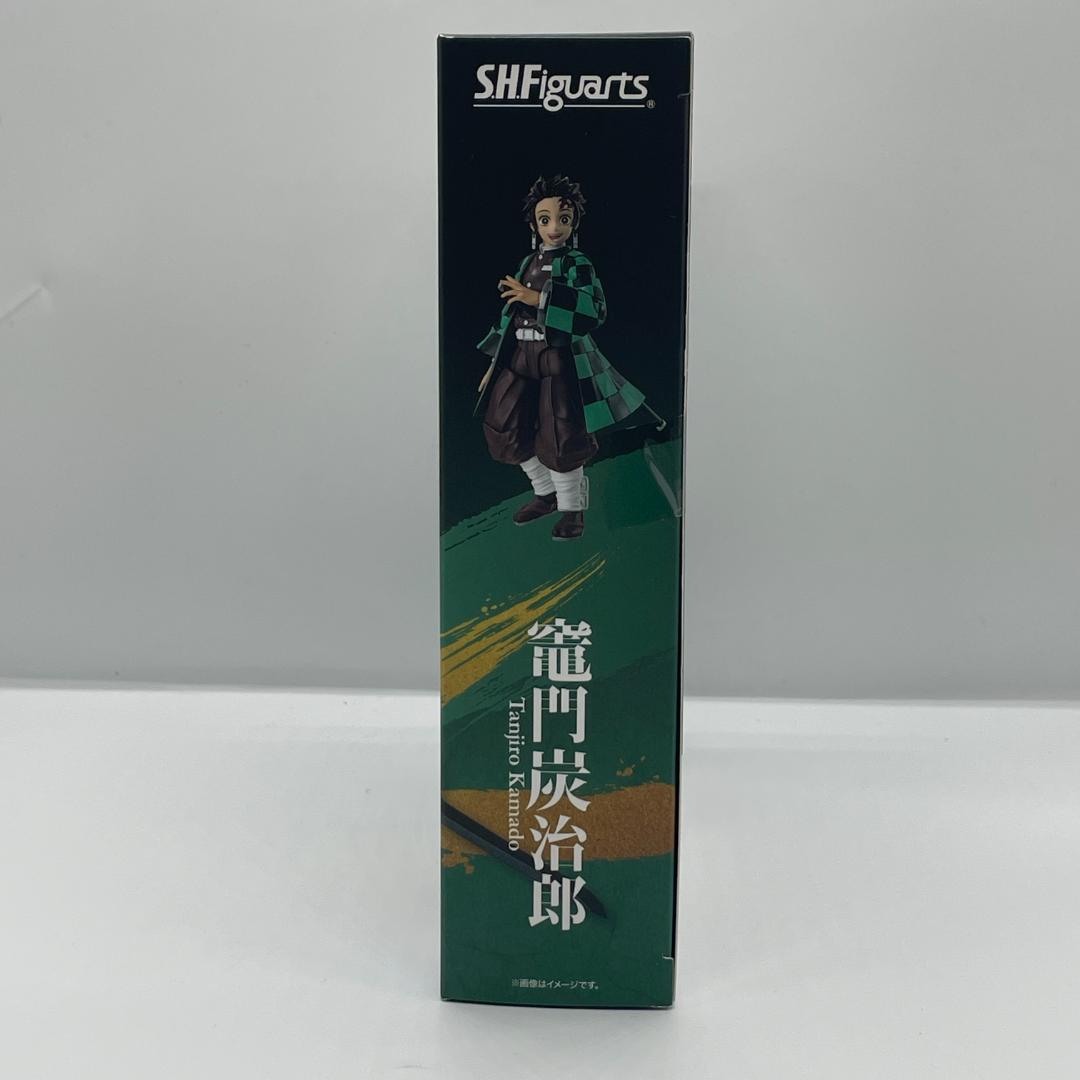 S.H.Figuarts®
竈門炭治郎
Tanjiro Kamado
※画像はイメージです。